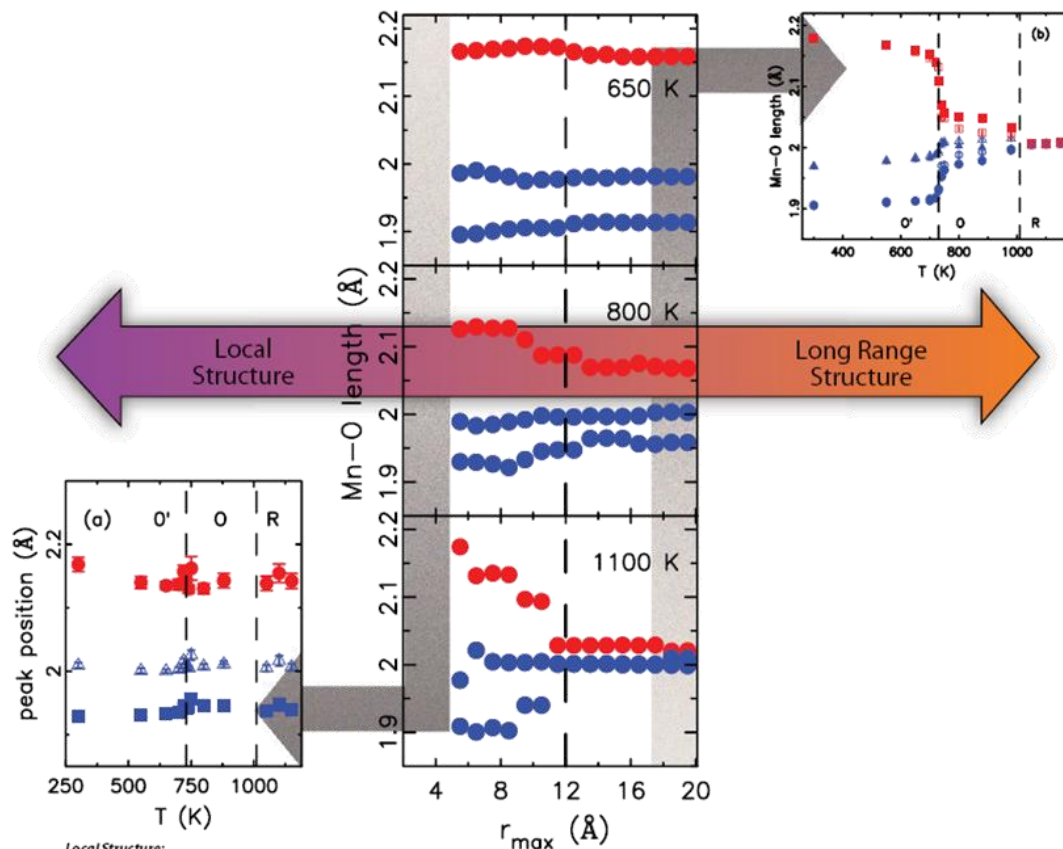 2.2
2.1
2
1.9
650 K
(b)
2.2
2.1
2
1.9
Mn-O length (Å)
O'
O
R
400
600
800
1000
T (K)
2.2
2.1
2
1.9
800 K
Mn-O length (Å)
Local
Structure
Long Range
Structure
(a)
O'
O
R
2.2
2
peak position (Å)
250
500
750
1000
T (K)
2.2
2.1
2
1.9
1100 K
4
8
12
16
20
rmax (Å)
Local Structure: